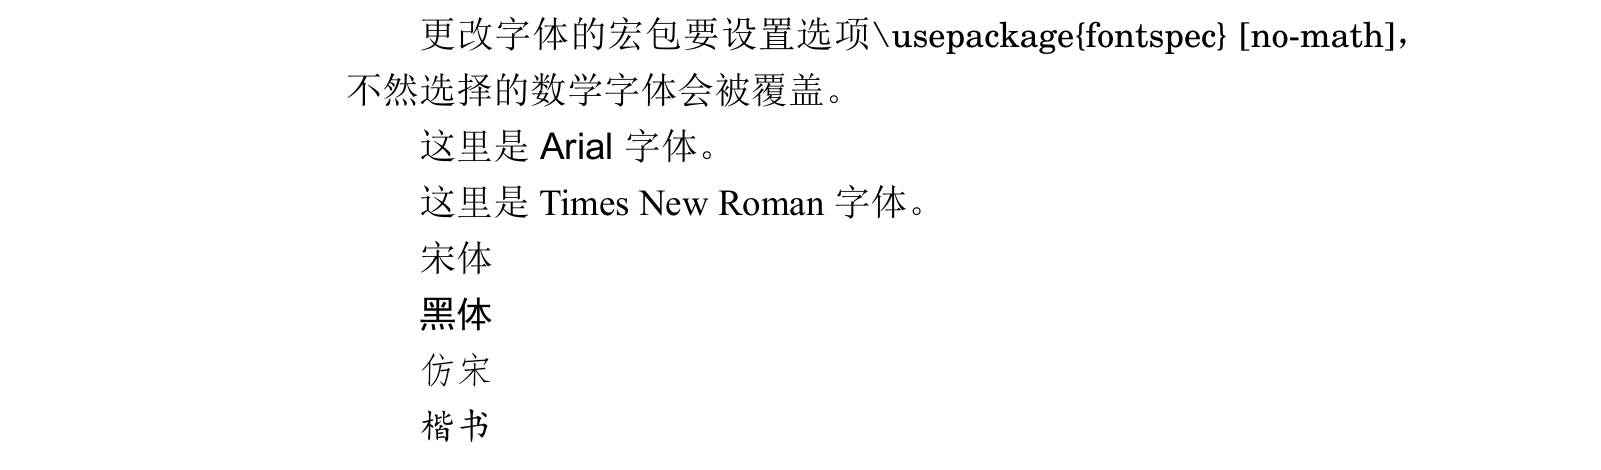 更改字体的宏包要设置选项\usepackage{fontspec} [no-math]，
不然选择的数学字体会被覆盖。
这里是 Arial 字体。
这里是 Times New Roman 字体。
宋体
黑体
仿宋
楷书